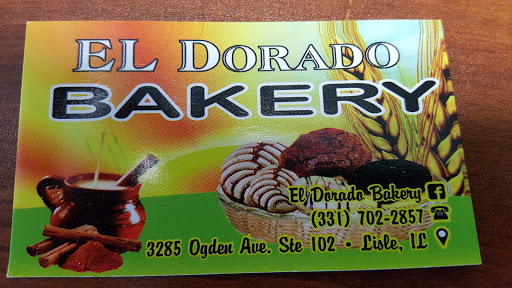 EL DORADO
BAKERY
El Dorado Bakery
(331) 702-2857
3285 Ogden Ave. Ste 102 • Lisle, IL